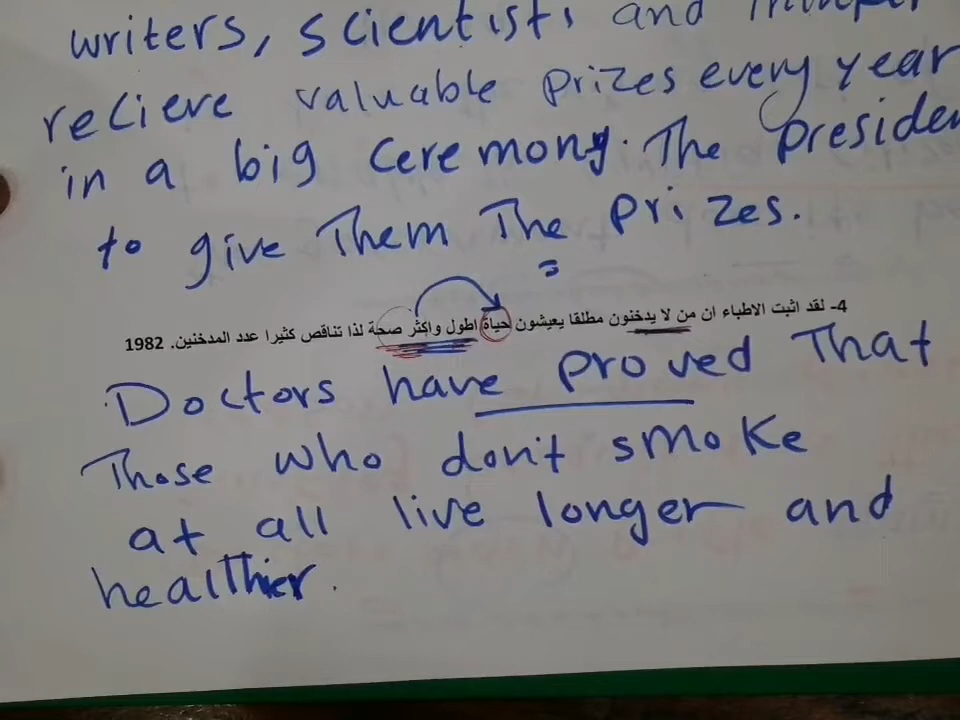 writers, scientists and
relieve valuable prizes every year
in a big ceremony. The
to give Them The prizes.
4- لقد اثبت الاطباء ان من لا يدخنون مطلقا يعيشون حياة اطول واكثر صحة لذا تناقص كثيرا عدد المدخنين. 1982
Doctors have proved That
Those who don't smoke
at all live longer and
healthier.